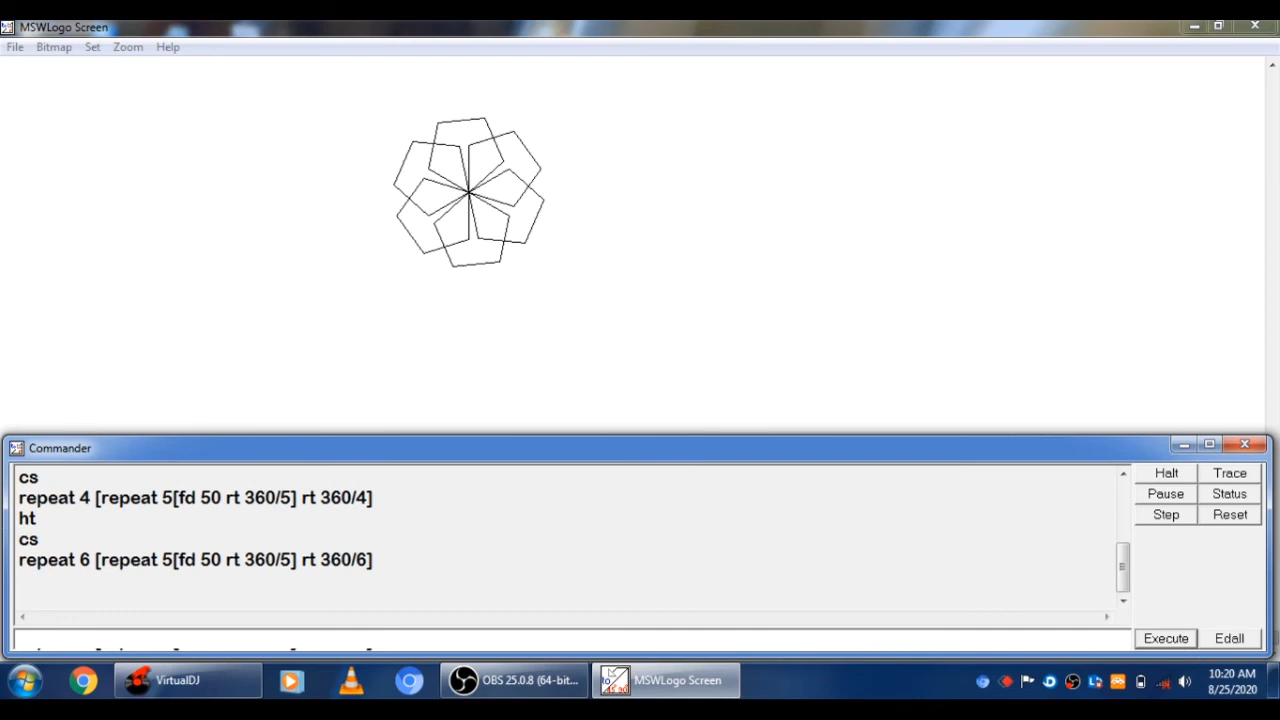 MSWLogo Screen
File Bitmap Set Zoom Help
Commander
cs
repeat 4 [repeat 5[fd 50 rt 360/5] rt 360/4]
ht
cs
repeat 6 [repeat 5[fd 50 rt 360/5] rt 360/6]
Halt Trace
Pause Status
Step Reset
Execute Edall
VirtualDJ
OBS 25.0.8 (64-bit...
MSWLogo Screen
10:20 AM
8/25/2020